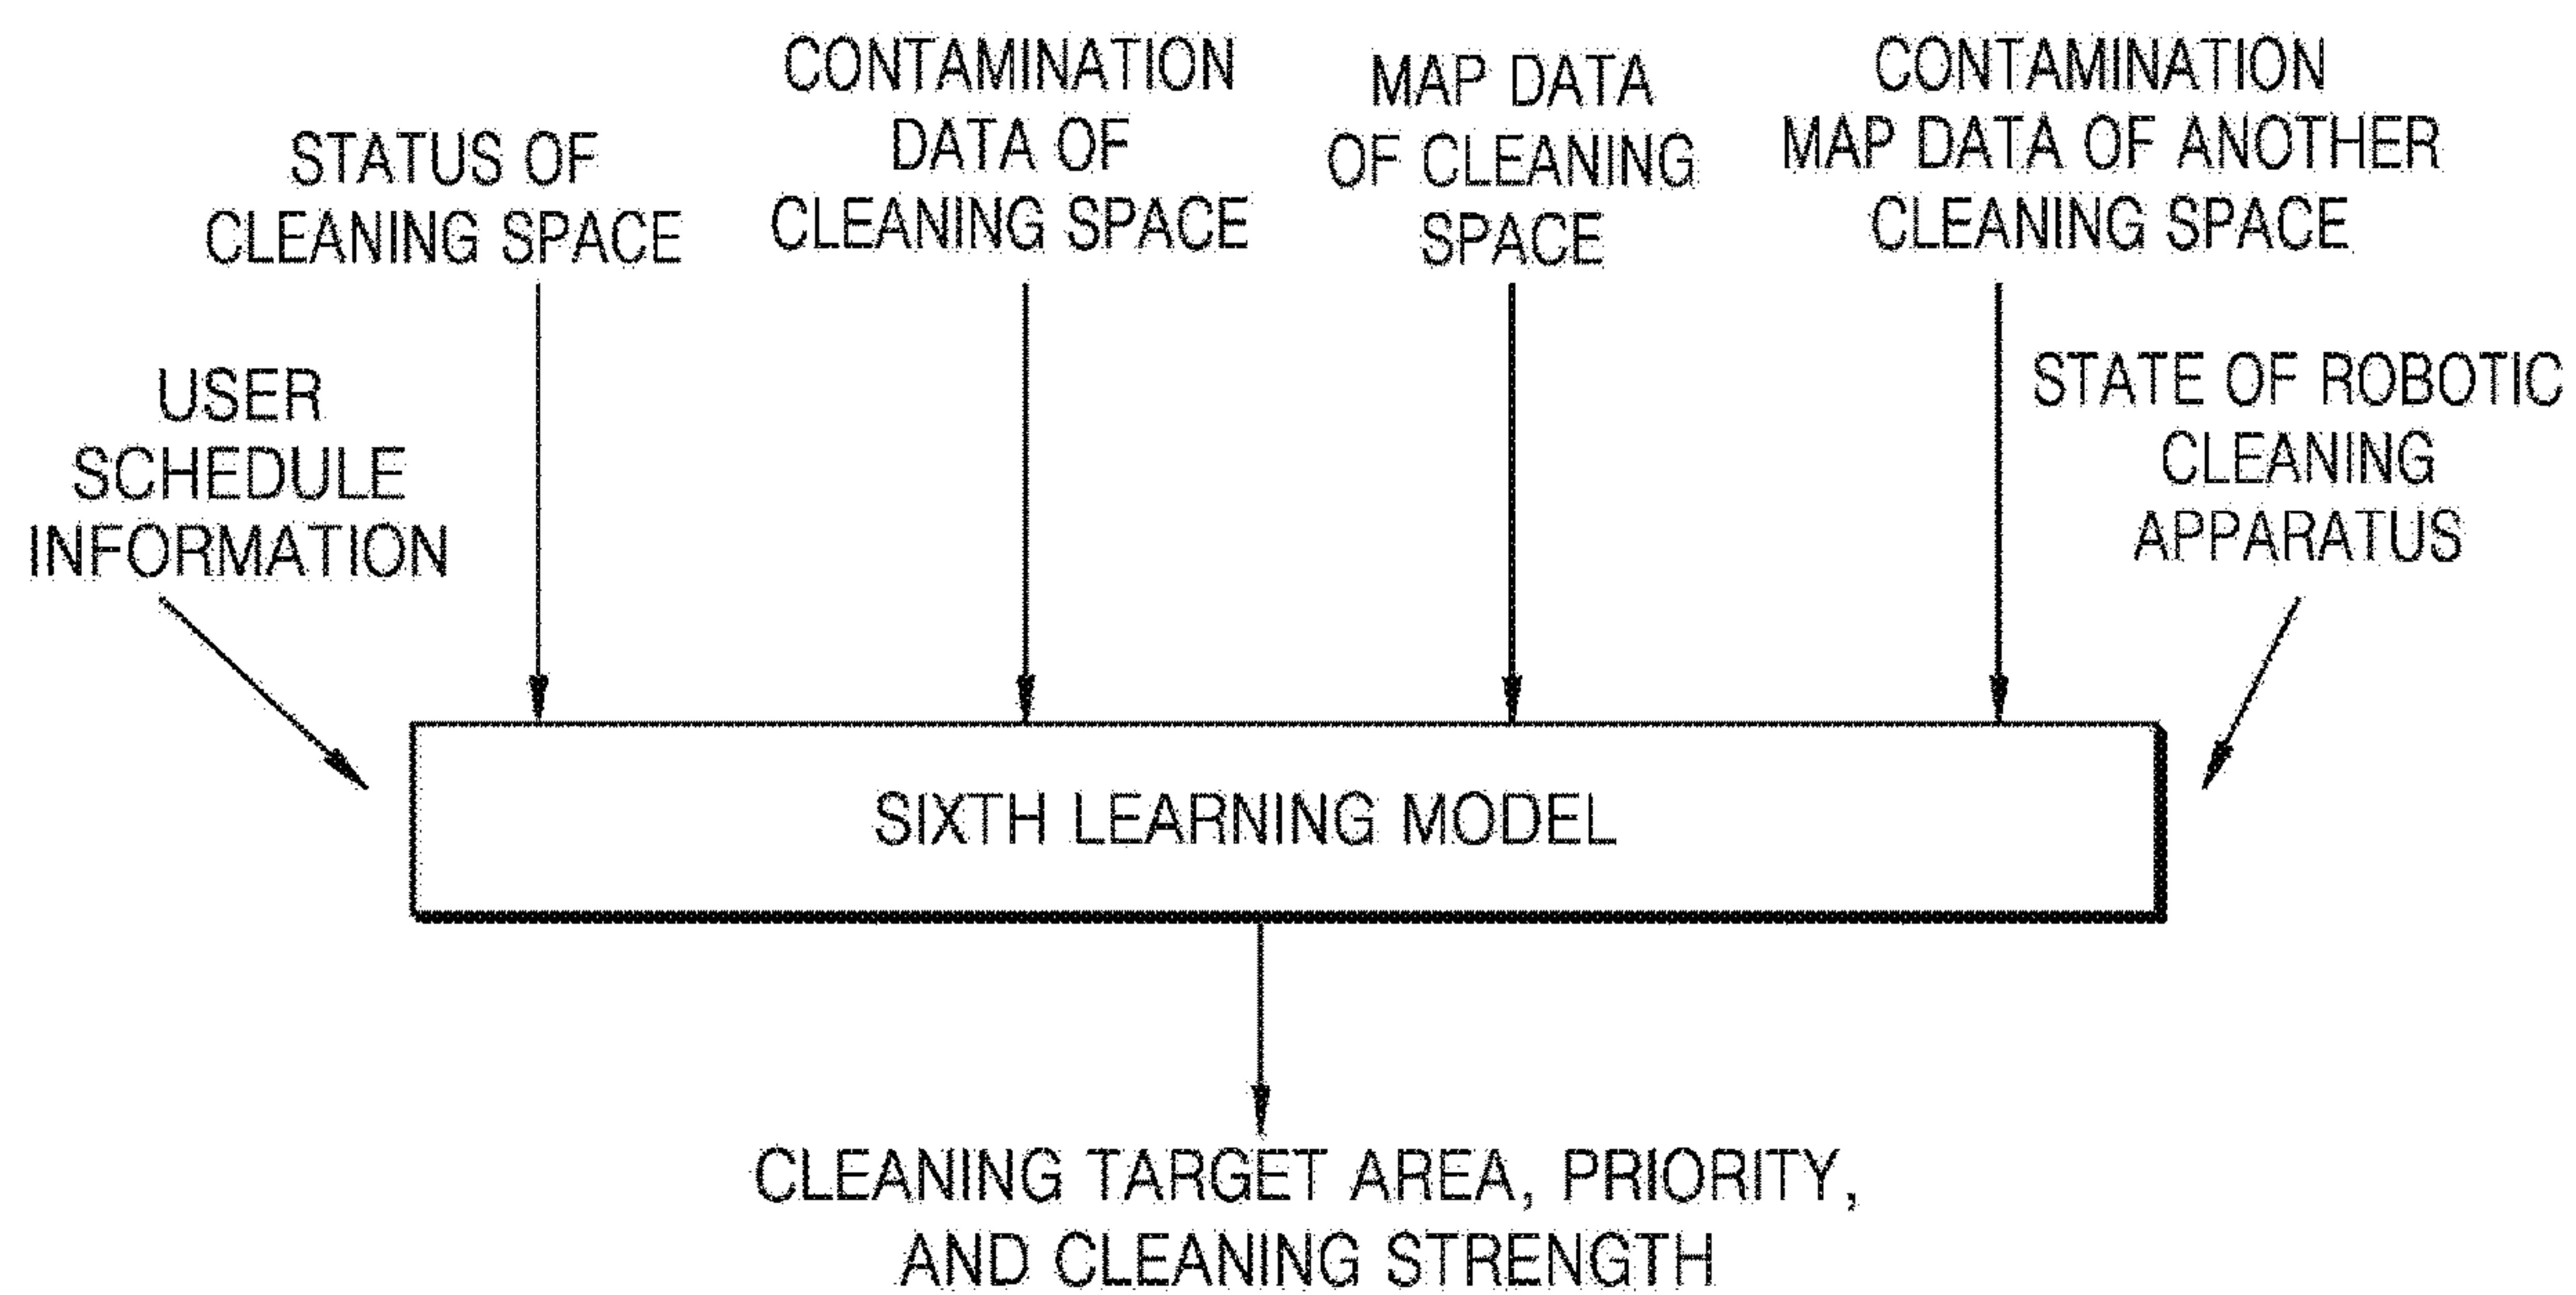 STATUS OF
CLEANING SPACE
CONTAMINATION
DATA OF
CLEANING SPACE
MAP DATA
OF CLEANING
SPACE
CONTAMINATION
MAP DATA OF ANOTHER
CLEANING SPACE
USER
SCHEDULE
INFORMATION
STATE OF ROBOTIC
CLEANING
APPARATUS
SIXTH LEARNING MODEL
CLEANING TARGET AREA, PRIORITY,
AND CLEANING STRENGTH